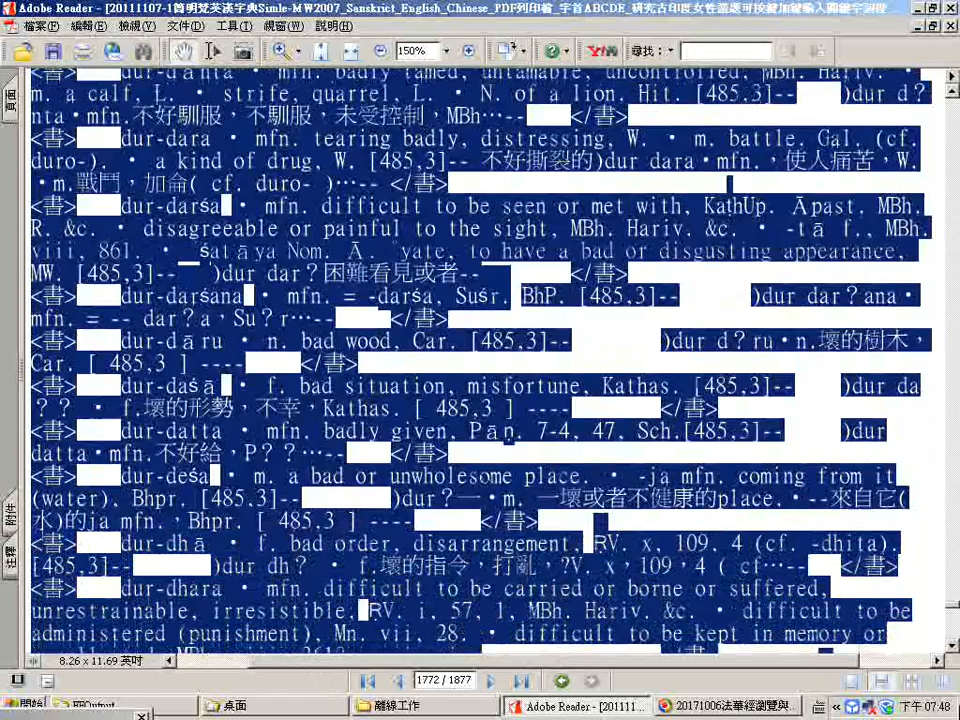 Adobe Reader - [20111107-1簡明梵英漢字典Simle-MW2007_Sanskrit_English_Chinese_PDF列印檔_字首ABCDE_研究古印度女性議題可按鍵輸入關鍵字詞搜
檔案(F) 編輯(E) 檢視(V) 文件(D) 工具(T) 視窗(W) 說明(H)
150% 尋找：
<書> dur-dānta • mfn. badly tamed, untamable, uncontrolled, MBh. Hariv. •
m. a calf, L. • strife, quarrel, L. • N. of a lion, Hit. [485,3]-- )dur d?
nta•mfn.不好馴服，不馴服，未受控制，MBh…-- </書>
<書> dur-dara • mfn. tearing badly, distressing, W. • m. battle. Gal. (cf.
duro-). • a kind of drug, W. [485,3]-- 不好撕裂的)dur dara•mfn.，使人痛苦，W.
•m.戰鬥，加侖( cf. duro- )…-- </書>
<書> dur-darśa • mfn. difficult to be seen or met with, KaṭhUp. Āpast. MBh.
R. &c. • disagreeable or painful to the sight, MBh. Hariv. &c. • -tā f., MBh.
viii, 861. • °śatāya Nom. Ā. °yate, to have a bad or disgusting appearance,
MW. [485,3]-- )dur dar?困難看見或者-- </書>
<書> dur-darśana • mfn. = -darśa, Suśr. BhP. [485,3]-- )dur dar?ana•
mfn. = -- dar?a, Su?r…-- </書>
<書> dur-dāru • n. bad wood, Car. [485,3]-- )dur d?ru•n.壞的樹木，
Car. [ 485,3 ] ---- </書>
<書> dur-daśā • f. bad situation, misfortune, Kathas. [485,3]-- )dur da
?? • f.壞的形勢，不幸，Kathas. [ 485,3 ] ---- </書>
<書> dur-datta • mfn. badly given, Pāṇ. 7-4, 47, Sch.[485,3]-- )dur
datta•mfn.不好給，P??…-- </書>
<書> dur-deśa • m. a bad or unwholesome place. • -ja mfn. coming from it
(water), Bhpr. [485,3]-- )dur?一•m. 一壞或者不健康的place.•--來自它(
水)的ja mfn.，Bhpr. [ 485,3 ] ---- </書>
<書> dur-dhā • f. bad order, disarrangement, RV. x, 109, 4 (cf. -dhita).
[485,3]-- )dur dh? • f.壞的指令，打亂，?V. x，109，4 ( cf…-- </書>
<書> dur-dhara • mfn. difficult to be carried or borne or suffered,
unrestrainable, irresistible, RV. i, 57, 1, MBh. Hariv. &c. • difficult to be
administered (punishment), Mn. vii, 28. • difficult to be kept in memory or
頁面
附件
註釋
8.26 x 11.69 英吋
1772 / 1877
開始 EEOutput 桌面 離線工作 Adobe Reader - [201111... 20171006法華經瀏覽與... 下午 07:48